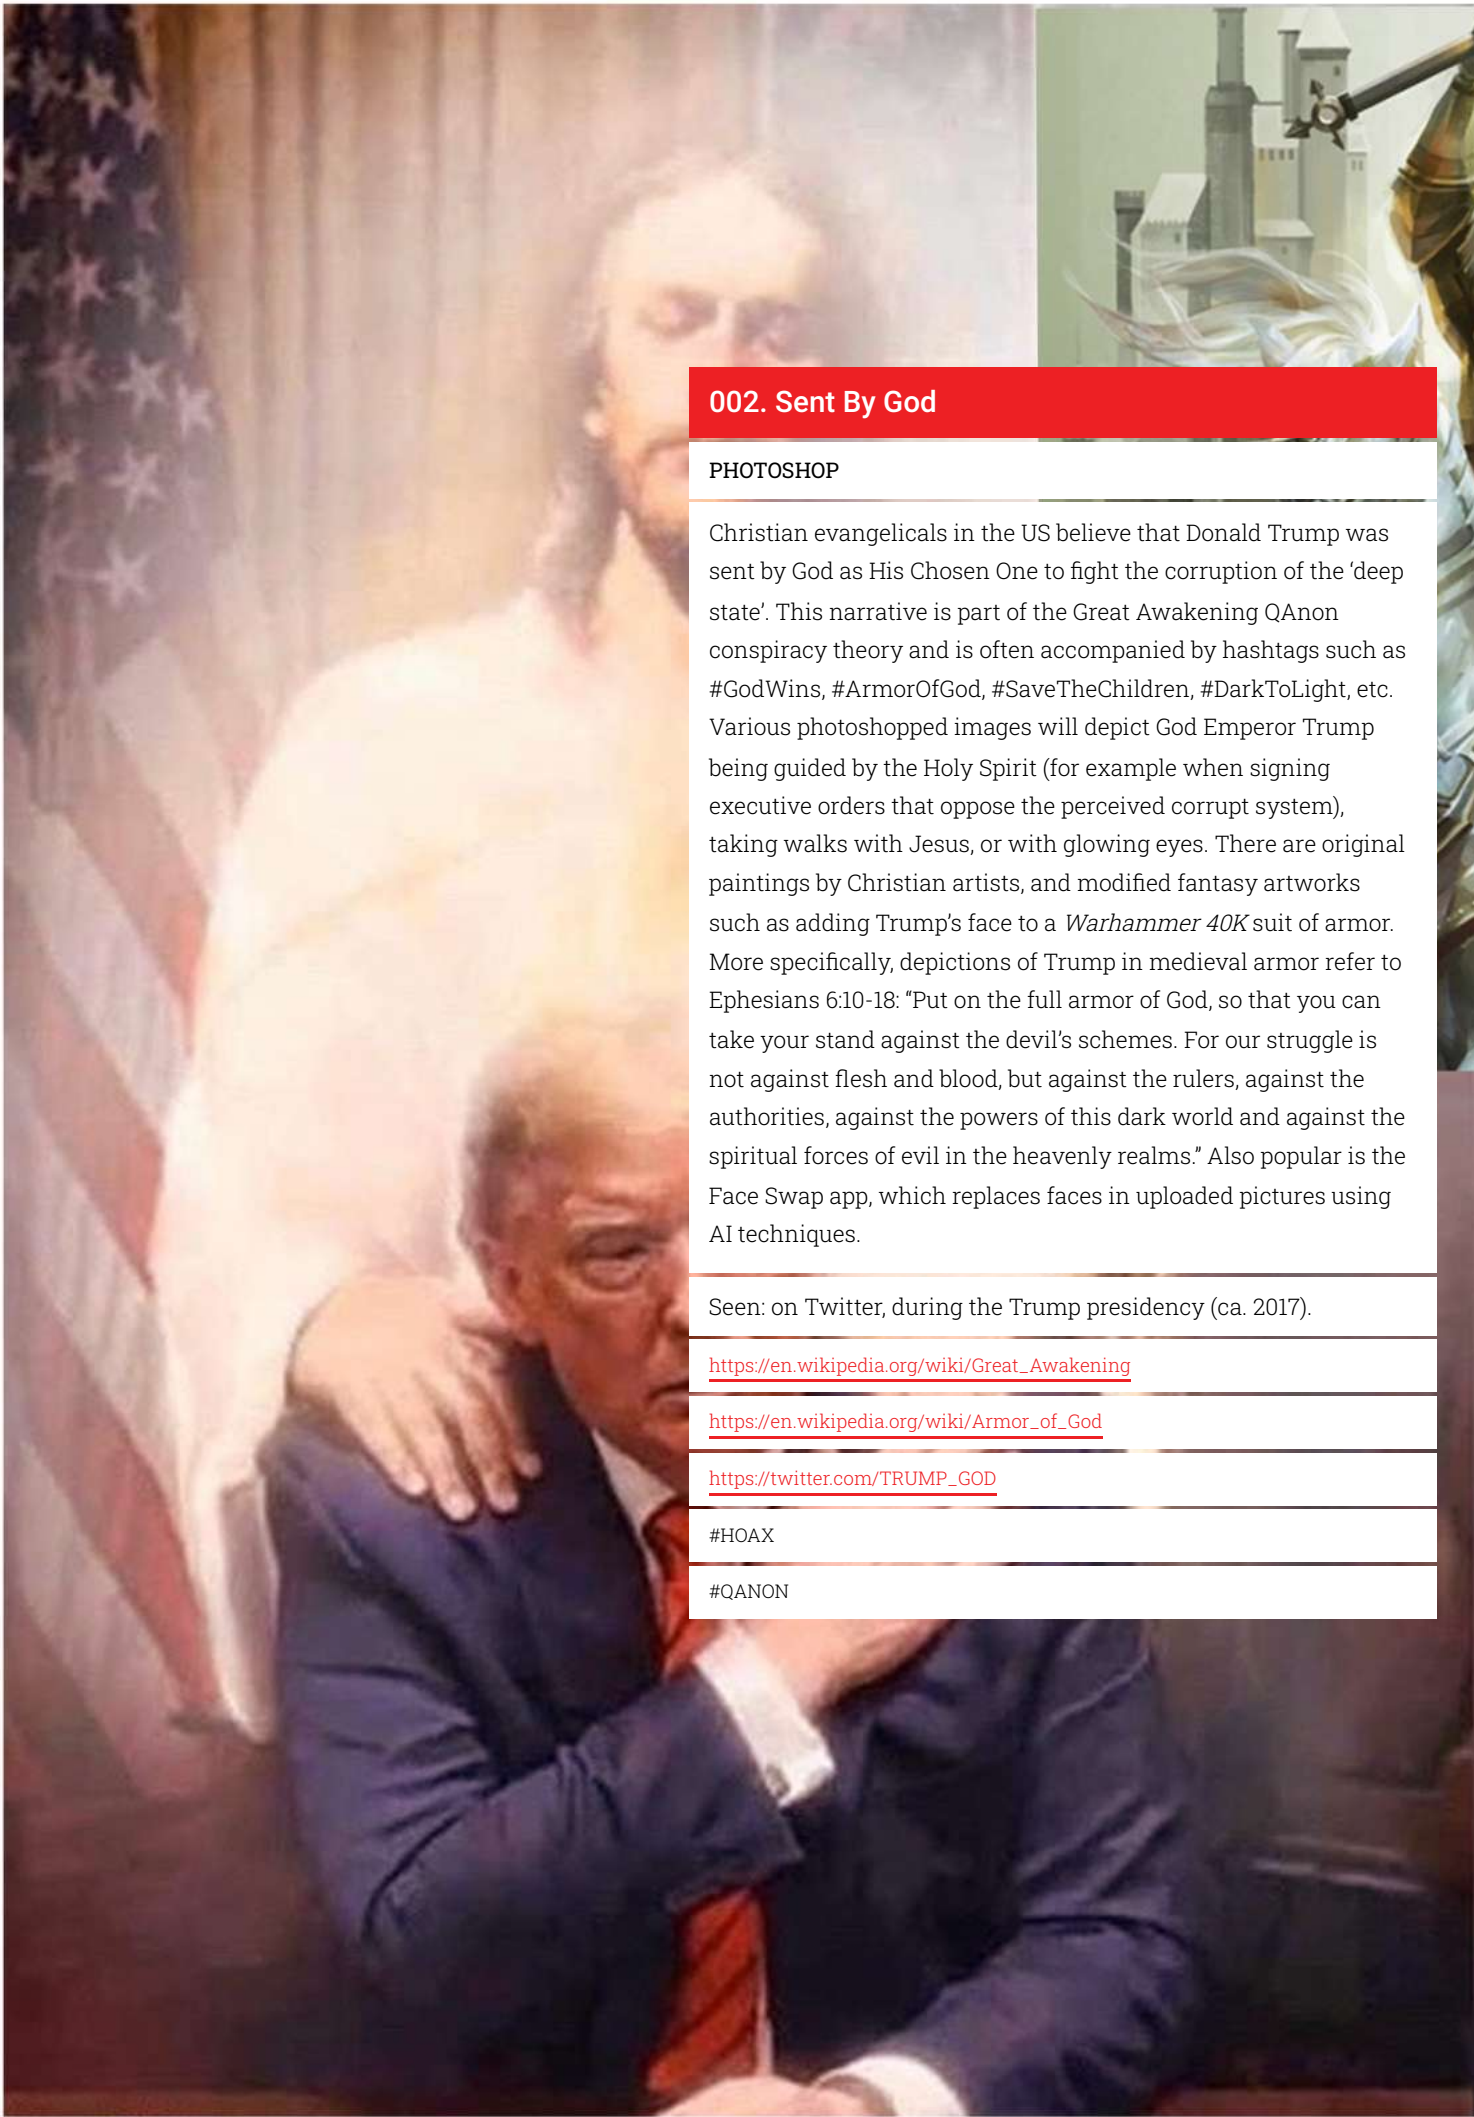 002. Sent By God
PHOTOSHOP
Christian evangelicals in the US believe that Donald Trump was
sent by God as His Chosen One to fight the corruption of the ‘deep
state’. This narrative is part of the Great Awakening QAnon
conspiracy theory and is often accompanied by hashtags such as
#GodWins, #ArmorOfGod, #SaveTheChildren, #DarkToLight, etc.
Various photoshopped images will depict God Emperor Trump
being guided by the Holy Spirit (for example when signing
executive orders that oppose the perceived corrupt system),
taking walks with Jesus, or with glowing eyes. There are original
paintings by Christian artists, and modified fantasy artworks
such as adding Trump’s face to a Warhammer 40K suit of armor.
More specifically, depictions of Trump in medieval armor refer to
Ephesians 6:10-18: “Put on the full armor of God, so that you can
take your stand against the devil’s schemes. For our struggle is
not against flesh and blood, but against the rulers, against the
authorities, against the powers of this dark world and against the
spiritual forces of evil in the heavenly realms.” Also popular is the
Face Swap app, which replaces faces in uploaded pictures using
AI techniques.
Seen: on Twitter, during the Trump presidency (ca. 2017).
https://en.wikipedia.org/wiki/Great_Awakening
https://en.wikipedia.org/wiki/Armor_of_God
https://twitter.com/TRUMP_GOD
#HOAX
#QANON